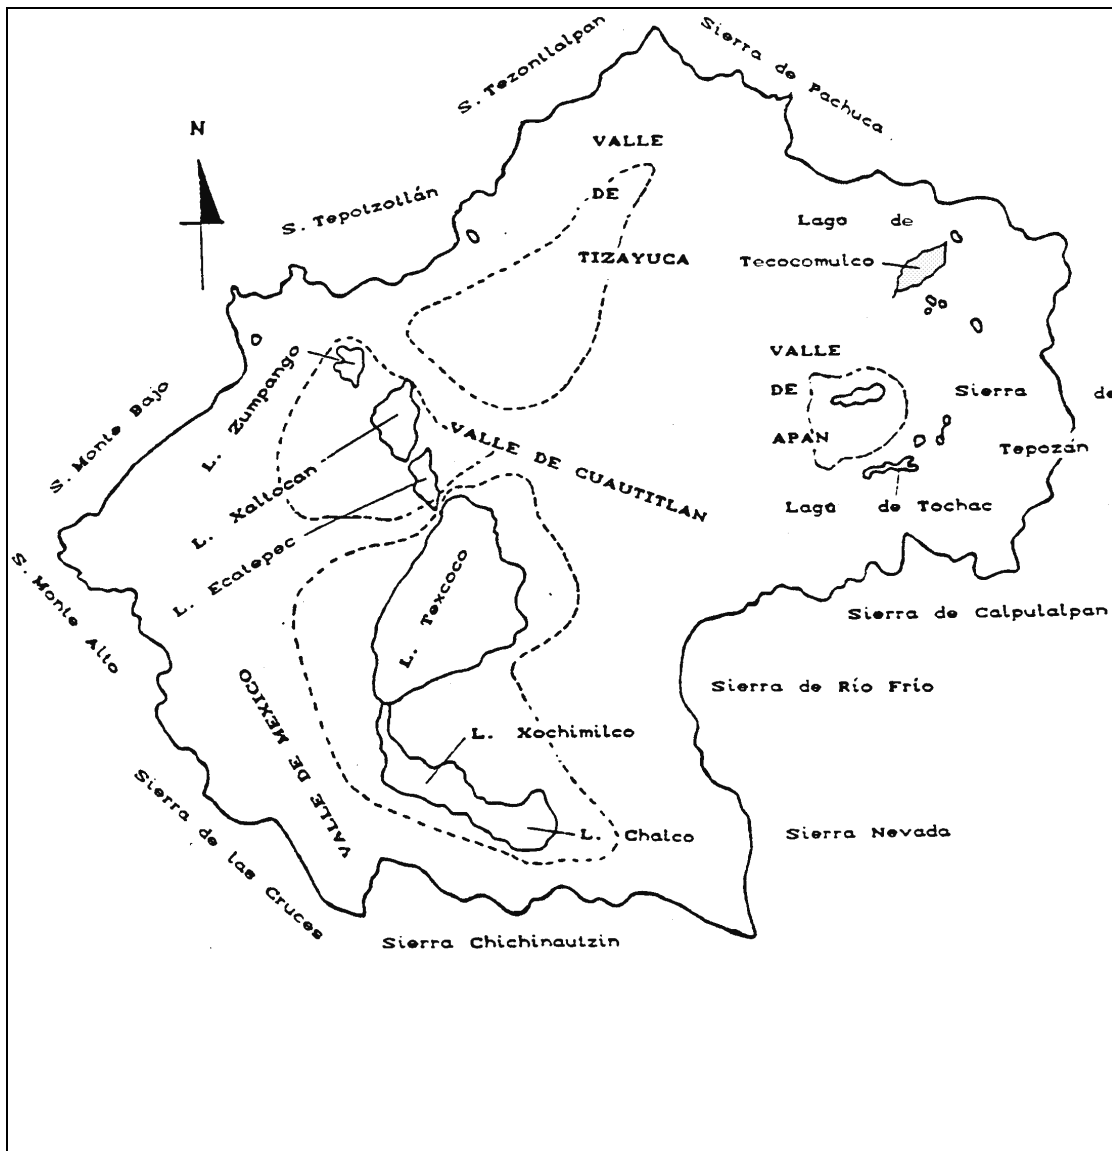 S. Tezontlalpan
Sierra de Pachuca
N
VALLE
DE
TIZAYUCA
S. Tepotzotlán
Lago de
Tecocomulco
L. Zumpango
VALLE
DE
APAN
Sierra de
Tepozán
S. Monte Bajo
VALLE DE CUAUTITLAN
L. Xaltocan
Lago de Tochac
L. Ecatepec
S. Monte Alto
L. Texcoco
Sierra de Calpulalpan
Sierra de Río Frío
VALLE DE MEXICO
L. Xochimilco
L. Chalco
Sierra Nevada
Sierra de las Cruces
Sierra Chichinautzin